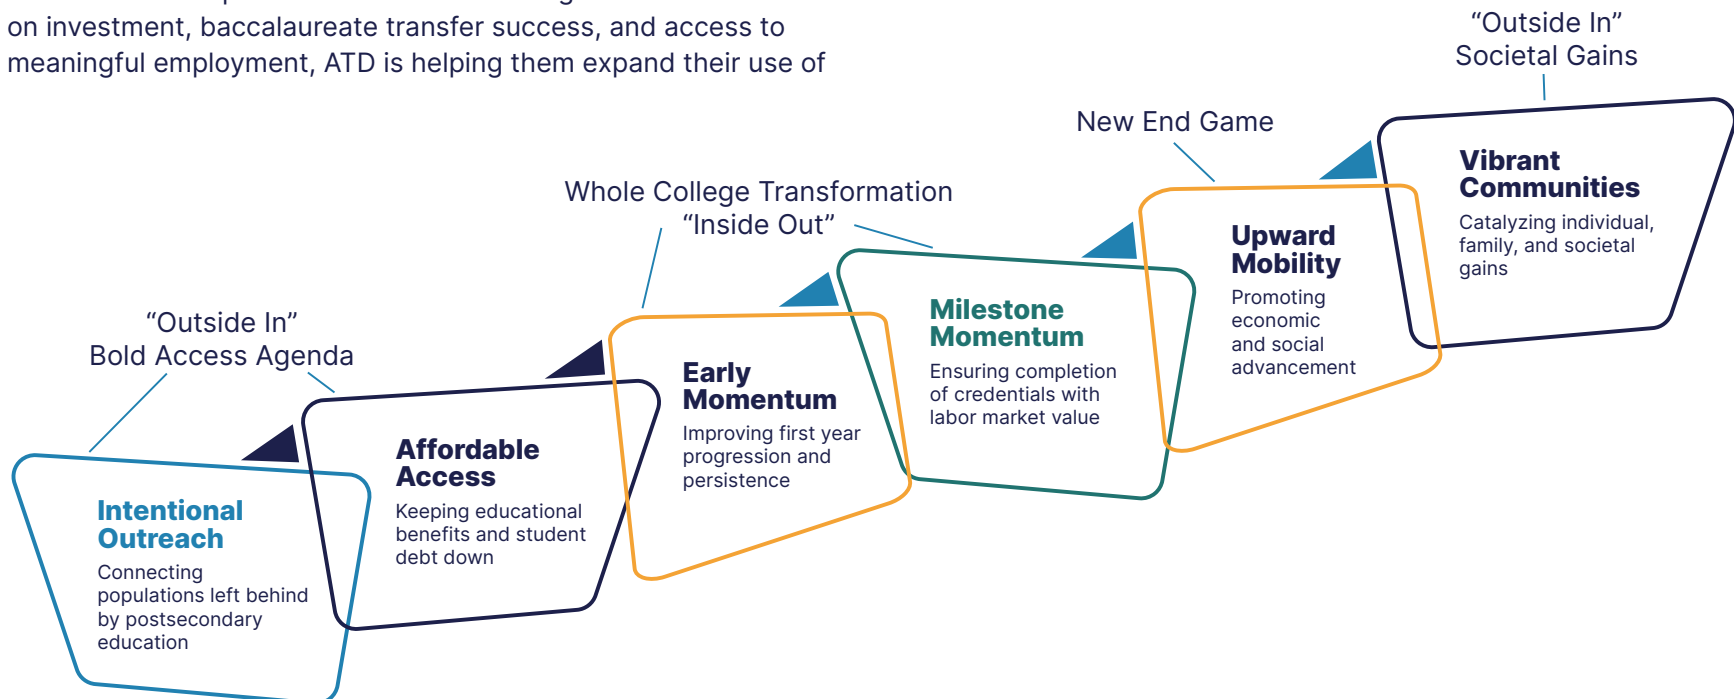 on investment, baccalaureate transfer success, and access to
meaningful employment, ATD is helping them expand their use of
“Outside In”
Bold Access Agenda
Intentional
Outreach
Connecting
populations left behind
by postsecondary
education
Affordable
Access
Keeping educational
benefits and student
debt down
Whole College Transformation
“Inside Out”
Early
Momentum
Improving first year
progression and
persistence
Milestone
Momentum
Ensuring completion
of credentials with
labor market value
New End Game
Upward
Mobility
Promoting
economic
and social
advancement
“Outside In”
Societal Gains
Vibrant
Communities
Catalyzing individual,
family, and societal
gains